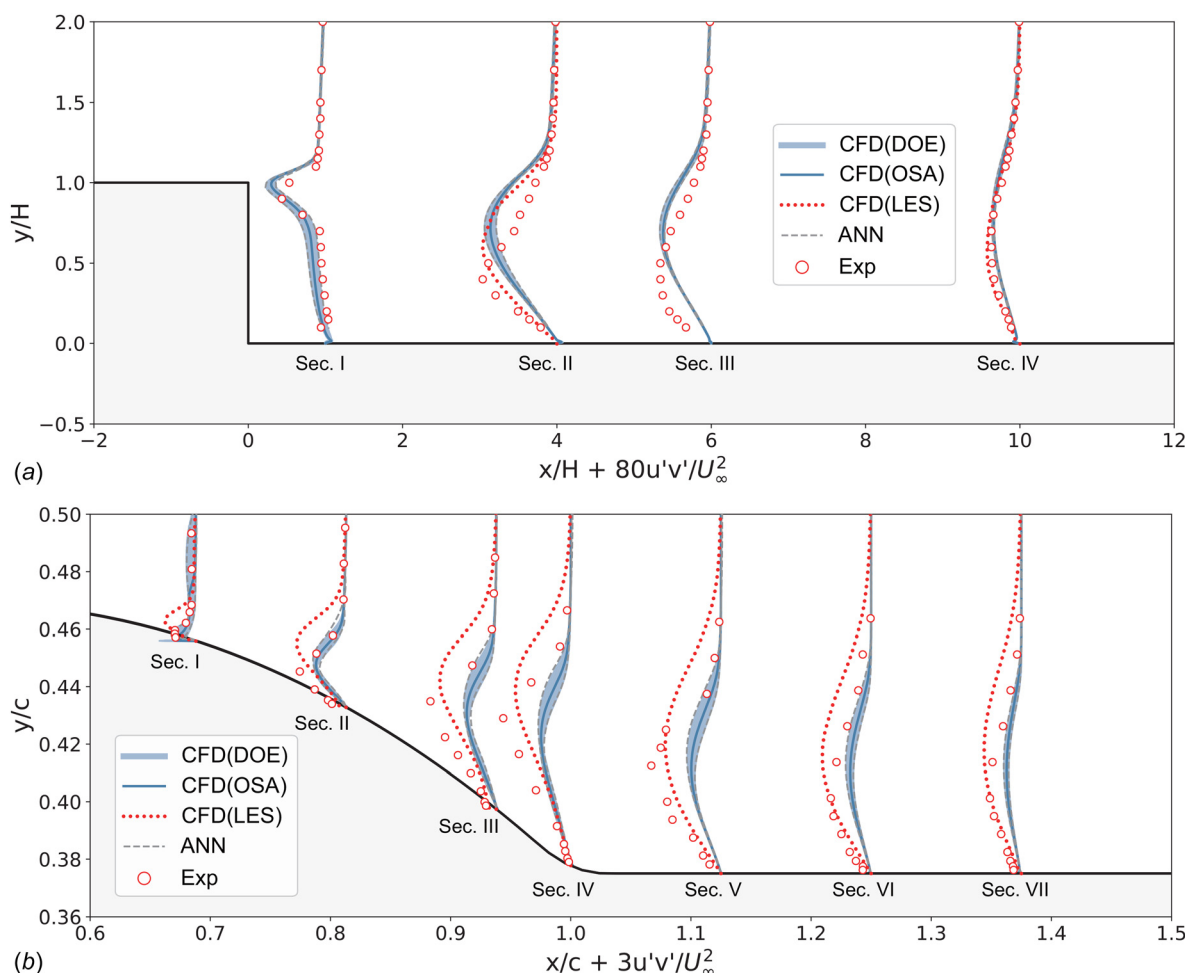 2.0
1.5
1.0
0.5
0.0
−0.5
y/H
CFD(DOE)
CFD(OSA)
CFD(LES)
ANN
Exp
Sec. I
Sec. II
Sec. III
Sec. IV
−2
0
2
4
6
8
10
12
(a)
x/H + 80u'v'/U²∞
0.50
0.48
0.46
0.44
0.42
0.40
0.38
0.36
y/c
Sec. I
Sec. II
Sec. III
Sec. IV
Sec. V
Sec. VI
Sec. VII
CFD(DOE)
CFD(OSA)
CFD(LES)
ANN
Exp
0.6
0.7
0.8
0.9
1.0
1.1
1.2
1.3
1.4
1.5
(b)
x/c + 3u'v'/U²∞